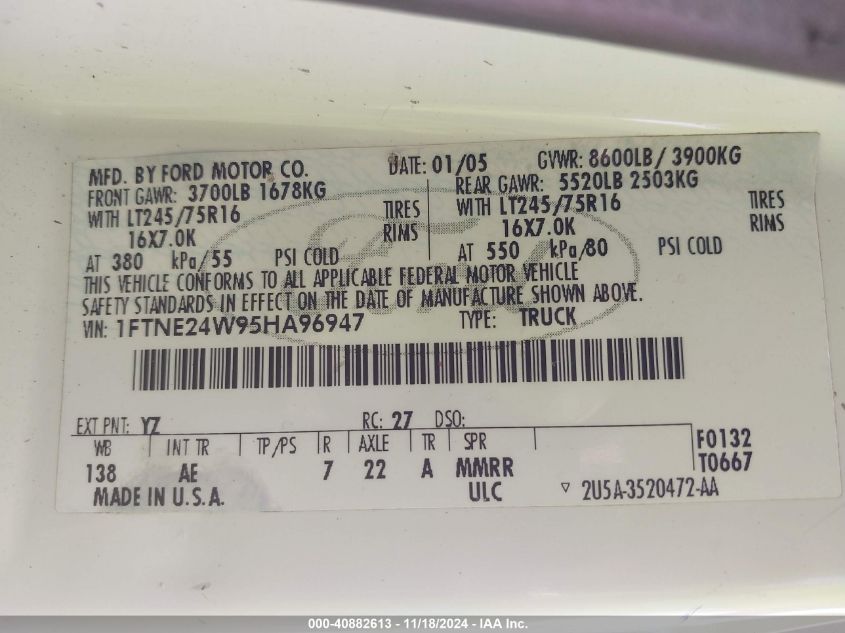 MFD. BY FORD MOTOR CO. DATE: 01/05 GVWR: 8600LB / 3900KG
FRONT GAWR: 3700LB 1678KG REAR GAWR: 5520LB 2503KG
WITH LT245/75R16 TIRES WITH LT245/75R16 TIRES
16X7.0K RIMS 16X7.0K RIMS
AT 380 kPa/55 PSI COLD AT 550 kPa/80 PSI COLD
THIS VEHICLE CONFORMS TO ALL APPLICABLE FEDERAL MOTOR VEHICLE
SAFETY STANDARDS IN EFFECT ON THE DATE OF MANUFACTURE SHOWN ABOVE.
VIN: 1FTNE24W95HA96947 TYPE: TRUCK
EXT PNT: YZ RC: 27 DSO:
WB INT TR TP/PS R AXLE TR SPR F0132
138 AE 7 22 A MMRR T0667
MADE IN U.S.A. ULC ▽ 2U5A-3520472-AA
000-40882613 - 11/18/2024 - IAA Inc.